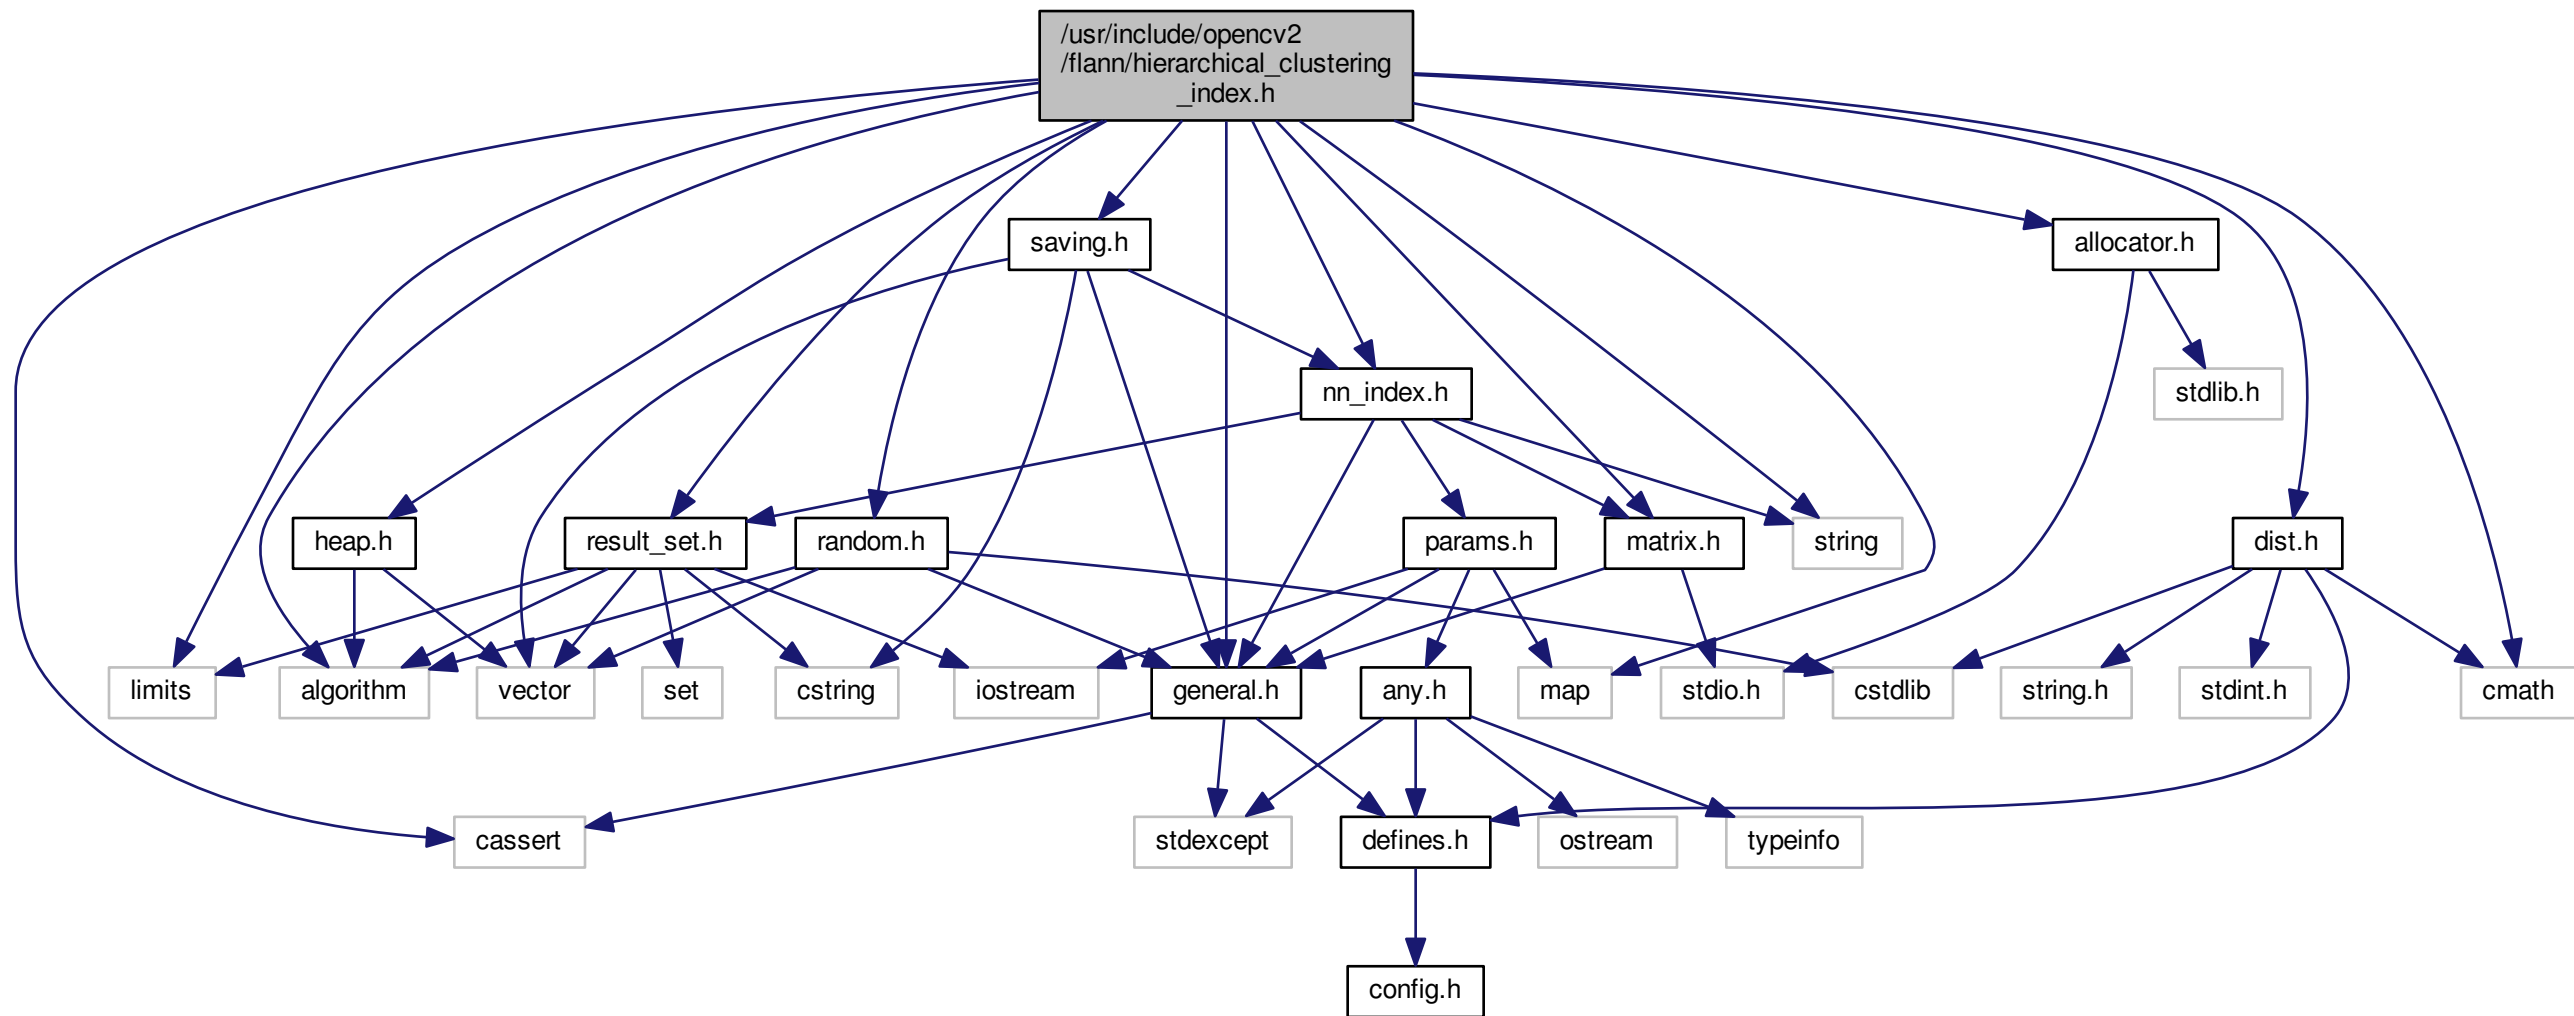 /usr/include/opencv2
/flann/hierarchical_clustering
_index.h
saving.h
allocator.h
nn_index.h
stdlib.h
heap.h
result_set.h
random.h
params.h
matrix.h
string
dist.h
limits
algorithm
vector
set
cstring
iostream
general.h
any.h
map
stdio.h
cstdlib
string.h
stdint.h
cmath
cassert
stdexcept
defines.h
ostream
typeinfo
config.h